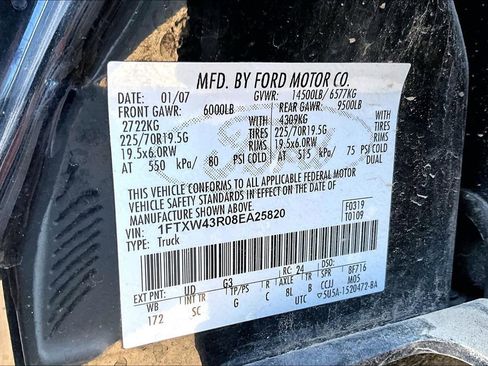 MFD. BY FORD MOTOR CO.
DATE: 01/07 GVWR: 14500LB/ 6577KG
FRONT GAWR: 6000LB REAR GAWR: 9500LB
2722KG WITH 4309KG WITH
225/70R19.5G TIRES 225/70R19.5G TIRES
19.5x6.0RW RIMS 19.5x6.0RW RIMS
AT 550 kPa/ 80 PSI COLD AT 515 kPa/ 75 PSI COLD
DUAL
THIS VEHICLE CONFORMS TO ALL APPLICABLE FEDERAL MOTOR
VEHICLE SAFETY STANDARDS IN EFFECT ON THE DATE OF
MANUFACTURE SHOWN ABOVE.
VIN: 1FTXW43R08EA25820 F0319
TYPE: Truck T0109
EXT PNT: UD G3 RC: 24 DSO:
WB INT TR TP/PS R AXLE TR SPR 8F716
172 SC G C BL B CCJJ M05
UTC 5U5A-1520472-BA